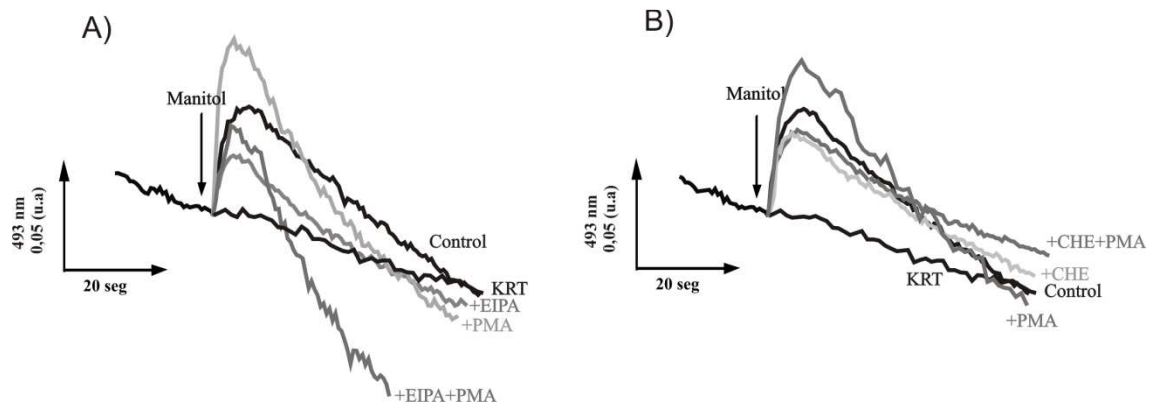 A)
Manitol
493 nm
0,05 (u.a)
20 seg
Control
KRT
+EIPA
+PMA
+EIPA+PMA
B)
Manitol
493 nm
0,05 (u.a)
20 seg
+CHE+PMA
+CHE
KRT
Control
+PMA